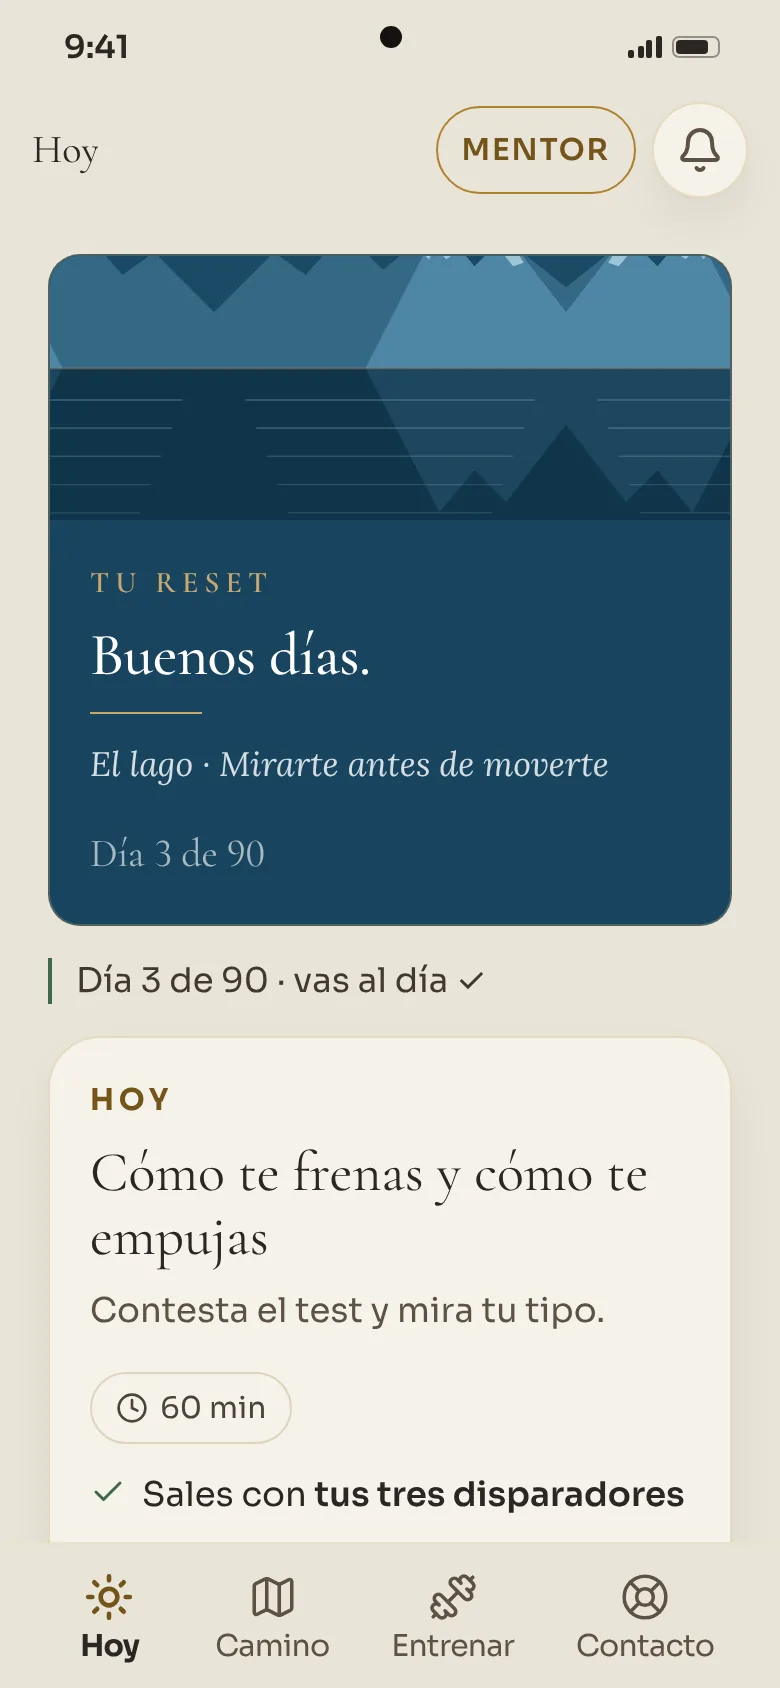 9:41
Hoy
MENTOR
TU RESET
Buenos días.
El lago · Mirarte antes de moverte
Día 3 de 90
Día 3 de 90 · vas al día ✓
HOY
Cómo te frenas y cómo te
empujas
Contesta el test y mira tu tipo.
60 min
Sales con tus tres disparadores
Hoy
Camino
Entrenar
Contacto